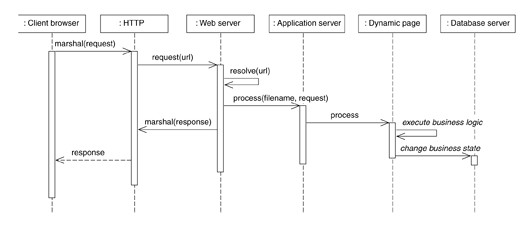 : Client browser
: HTTP
: Web server
: Application server
: Dynamic page
: Database server
marshal(request)
request(url)
resolve(url)
process(filename, request)
process
execute business logic
marshal(response)
change business state
response